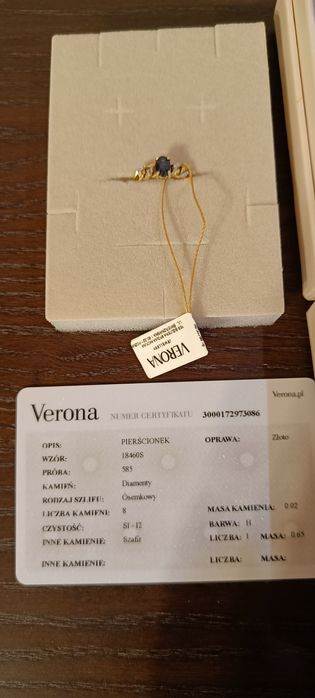 VERONA
Verona
NUMER CERTYFIKATU 3000172973086
Verona.pl
OPIS: PIERŚCIONEK OPRAWA: Złoto
WZÓR: 18460S
PRÓBA: 585
KAMIEŃ: Diamenty
RODZAJ SZLIFU: Ósemkowy
LICZBA KAMIENI: 8 MASA KAMIENIA: 0.02
CZYSTOŚĆ: SI - I2 BARWA: H
INNE KAMIENIE: Szafir LICZBA: 1 MASA: 0.65
INNE KAMIENIE: LICZBA: MASA: